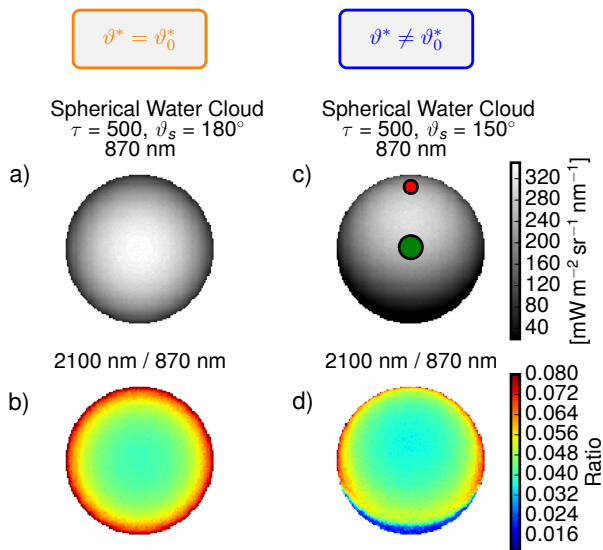 ϑ* = ϑ₀*
ϑ* ≠ ϑ₀*
Spherical Water Cloud
τ = 500, ϑₛ = 180°
870 nm
Spherical Water Cloud
τ = 500, ϑₛ = 150°
870 nm
a)
c)
320
280
240
200
160
120
80
40
[mW m⁻² sr⁻¹ nm⁻¹]
2100 nm / 870 nm
2100 nm / 870 nm
b)
d)
0.080
0.072
0.064
0.056
0.048
0.040
0.032
0.024
0.016
Ratio